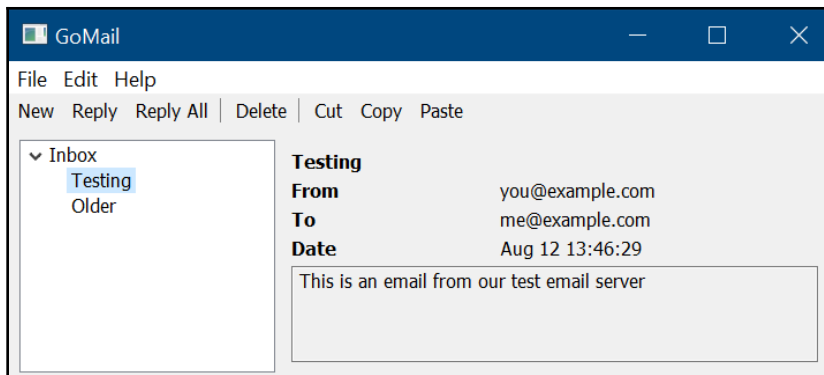 GoMail
File Edit Help
New Reply Reply All Delete Cut Copy Paste
Inbox
Testing
Older
Testing
From you@example.com
To me@example.com
Date Aug 12 13:46:29
This is an email from our test email server